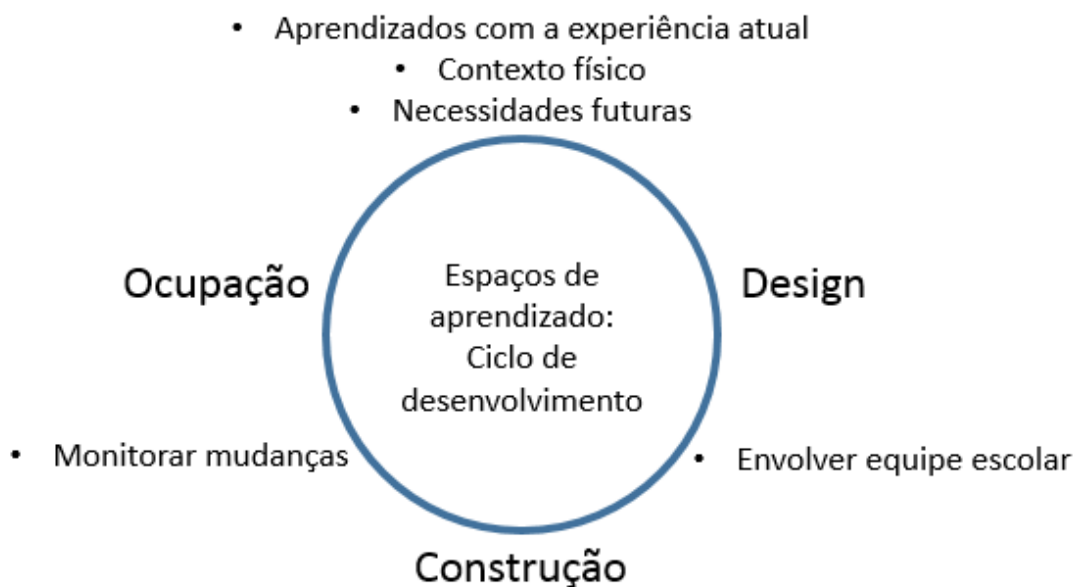 • Aprendizados com a experiência atual
• Contexto físico
• Necessidades futuras
Ocupação
Espaços de
aprendizado:
Ciclo de
desenvolvimento
Design
• Monitorar mudanças
• Envolver equipe escolar
Construção